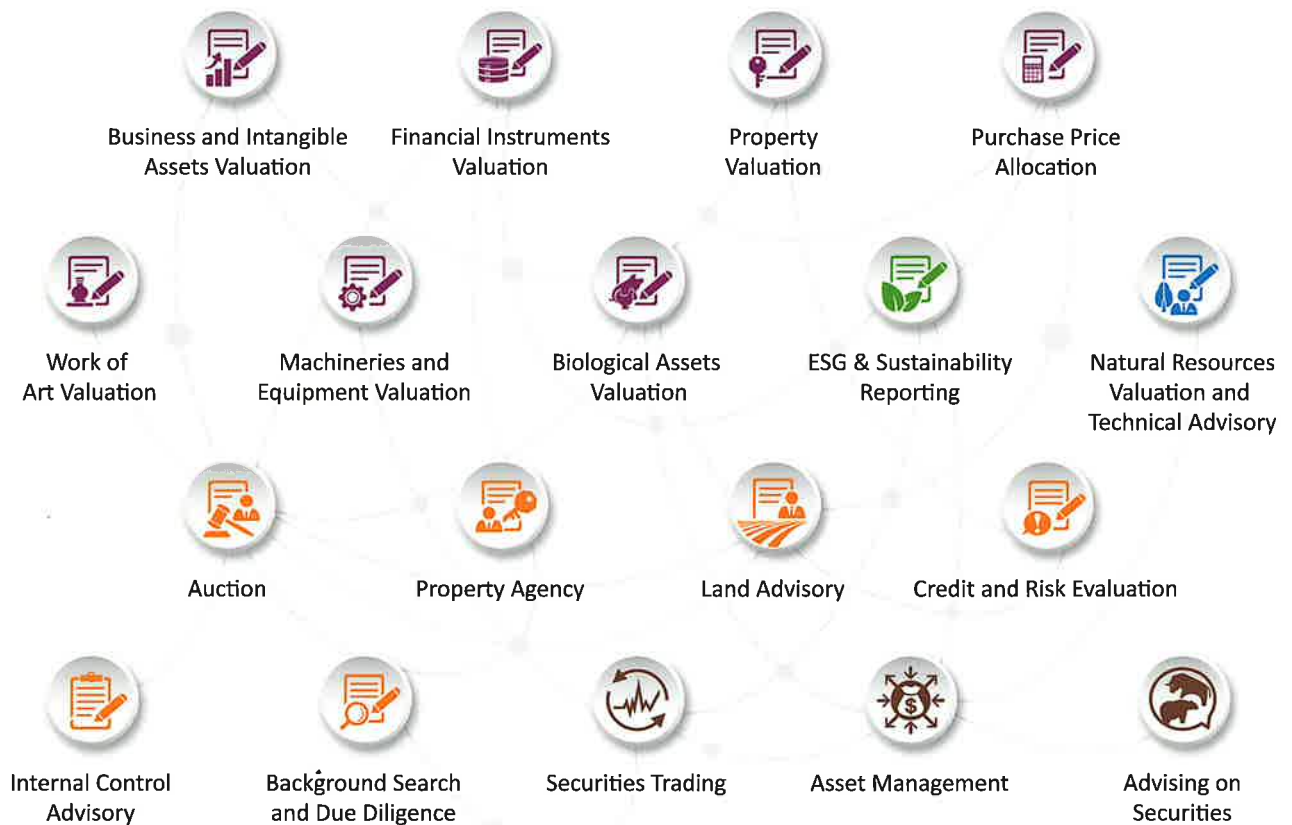 Business and Intangible
Assets Valuation
Financial Instruments
Valuation
Property
Valuation
Purchase Price
Allocation
Work of
Art Valuation
Machineries and
Equipment Valuation
Biological Assets
Valuation
ESG & Sustainability
Reporting
Natural Resources
Valuation and
Technical Advisory
Auction
Property Agency
Land Advisory
Credit and Risk Evaluation
Internal Control
Advisory
Background Search
and Due Diligence
Securities Trading
$
Asset Management
Advising on
Securities